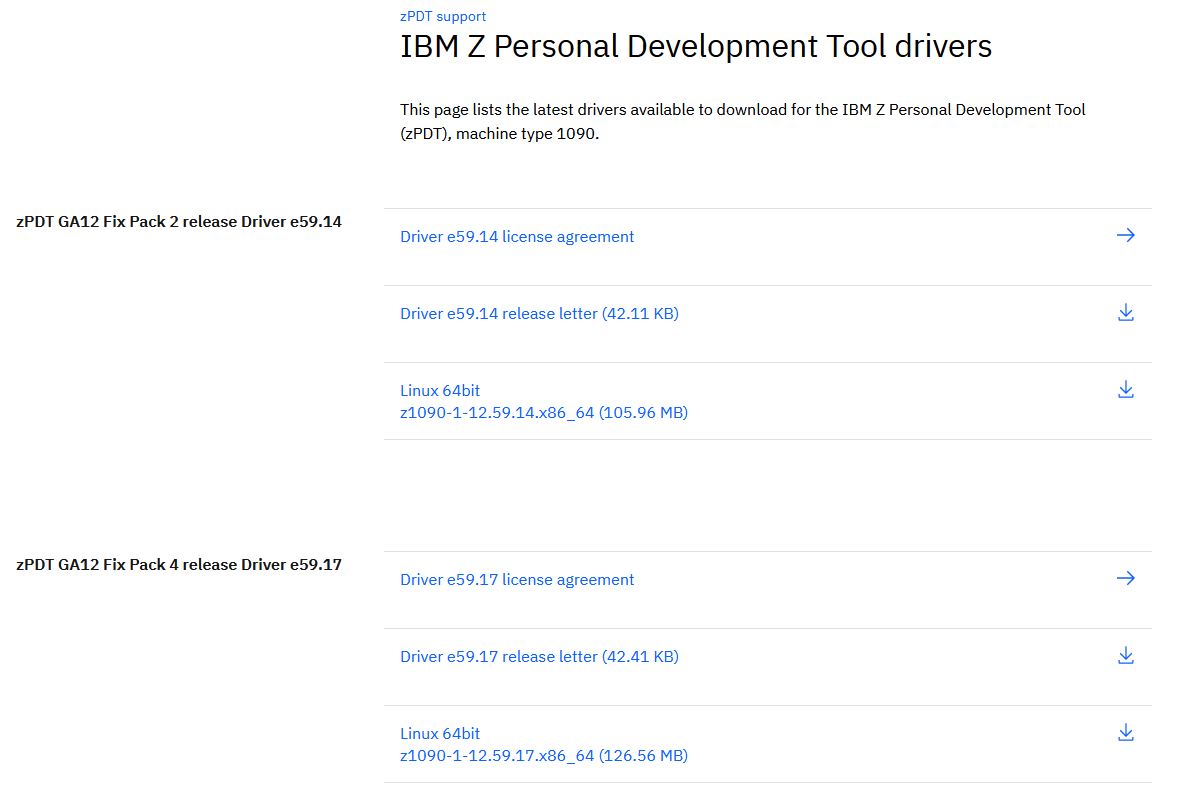 zPDT support
IBM Z Personal Development Tool drivers
This page lists the latest drivers available to download for the IBM Z Personal Development Tool
(zPDT), machine type 1090.
zPDT GA12 Fix Pack 2 release Driver e59.14
Driver e59.14 license agreement
Driver e59.14 release letter (42.11 KB)
Linux 64bit
z1090-1-12.59.14.x86_64 (105.96 MB)
zPDT GA12 Fix Pack 4 release Driver e59.17
Driver e59.17 license agreement
Driver e59.17 release letter (42.41 KB)
Linux 64bit
z1090-1-12.59.17.x86_64 (126.56 MB)